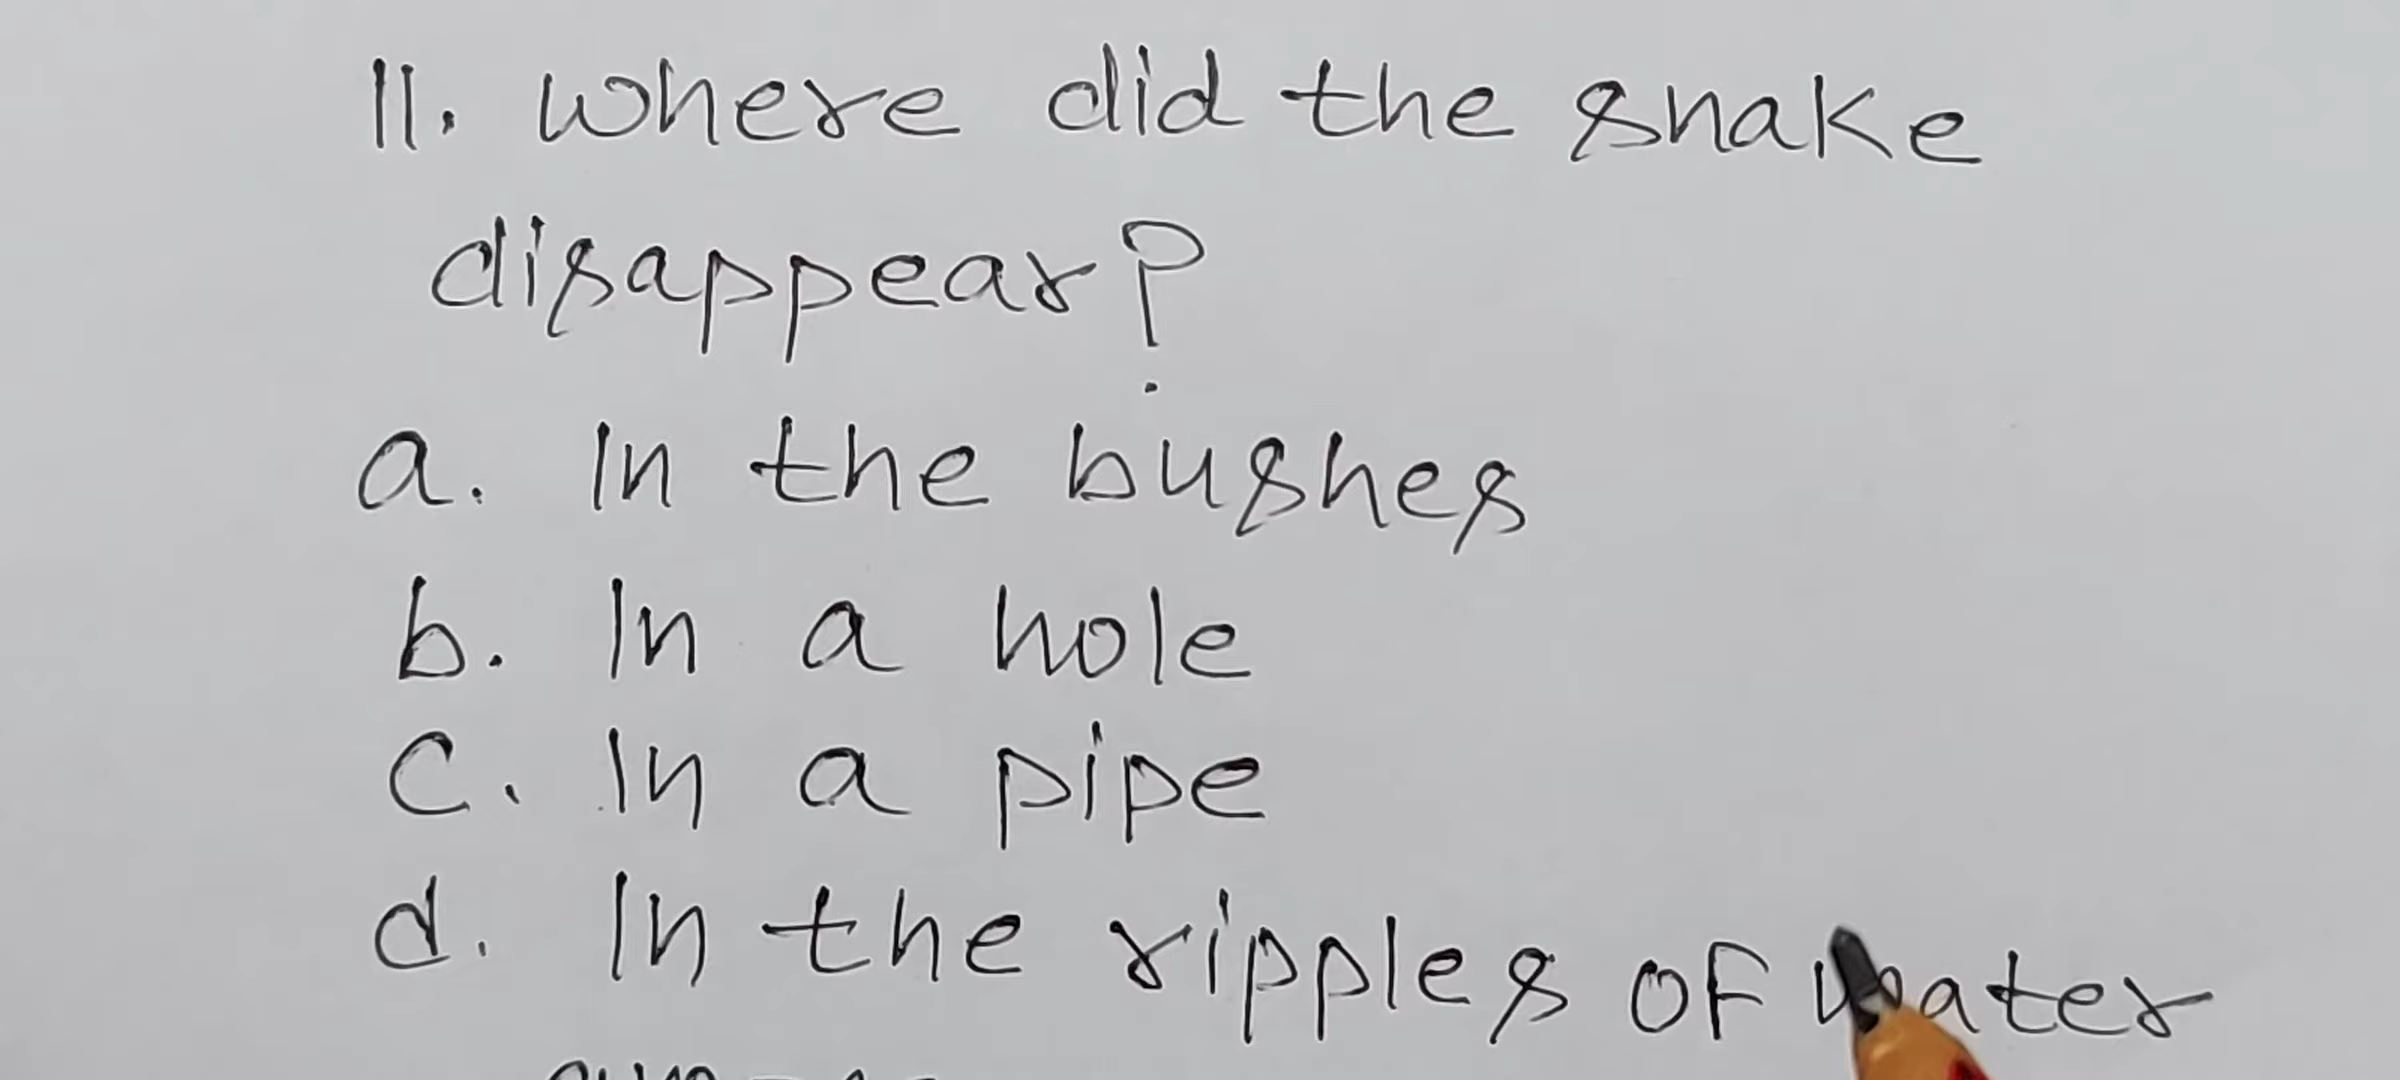 11. Where did the snake
disappear?
a. In the bushes
b. In a hole
c. In a pipe
d. In the ripples of water